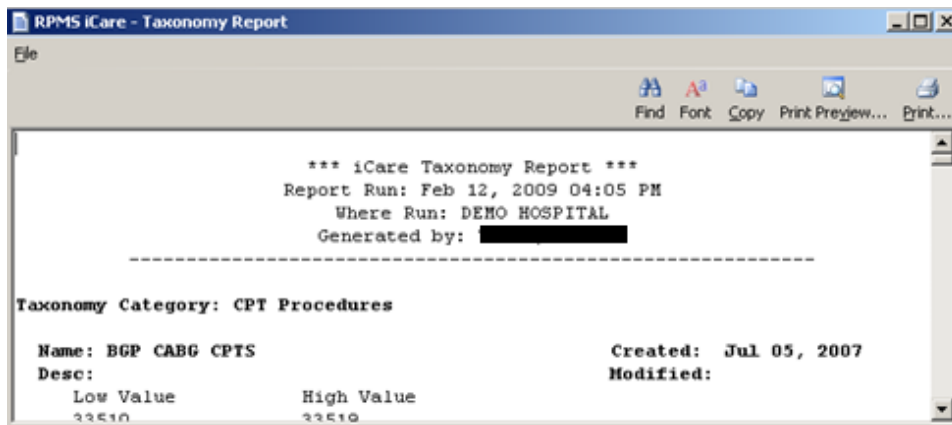 RPMS iCare - Taxonomy Report
File
Find Font Copy Print Preview... Print...
*** iCare Taxonomy Report ***
Report Run: Feb 12, 2009 04:05 PM
Where Run: DEMO HOSPITAL
Generated by:
------------------------------------------------------------
Taxonomy Category: CPT Procedures
Name: BGP CABG CPTS Created: Jul 05, 2007
Desc: Modified:
Low Value High Value
33510 33519